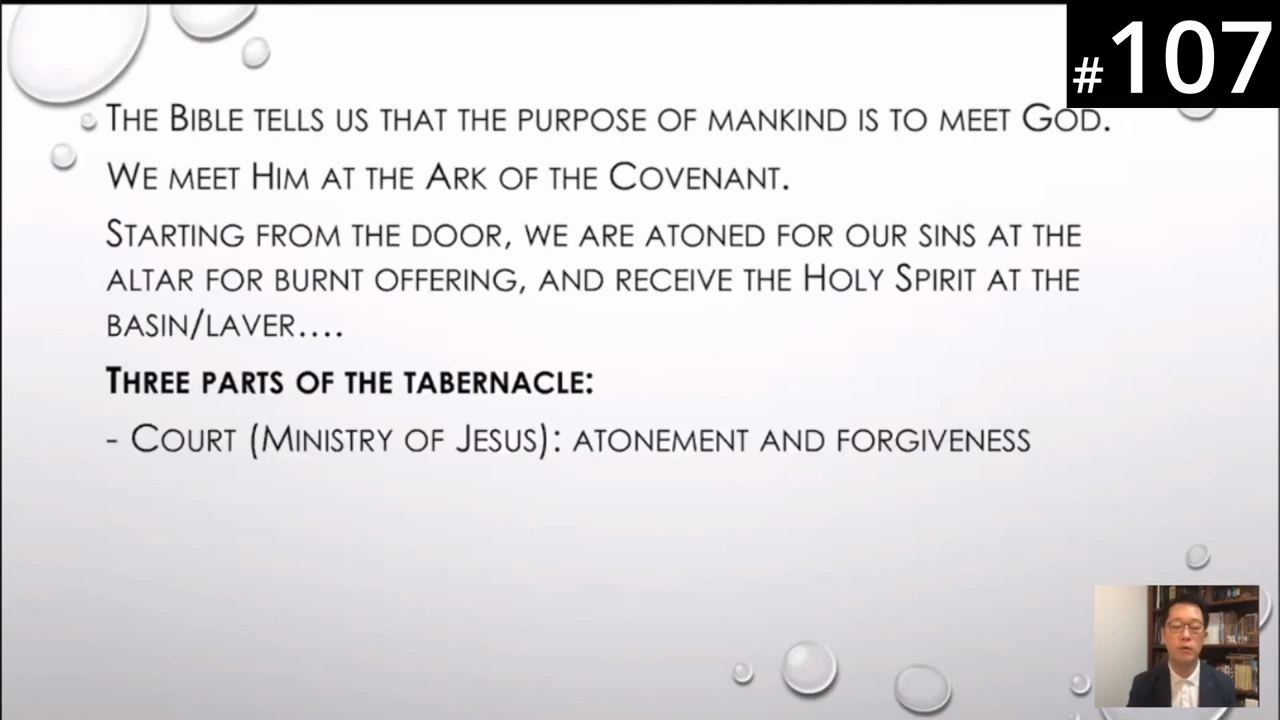 #107
The Bible tells us that the purpose of mankind is to meet God.
We meet Him at the Ark of the Covenant.
Starting from the door, we are atoned for our sins at the
altar for burnt offering, and receive the Holy Spirit at the
basin/laver....
Three parts of the tabernacle:
- Court (Ministry of Jesus): atonement and forgiveness